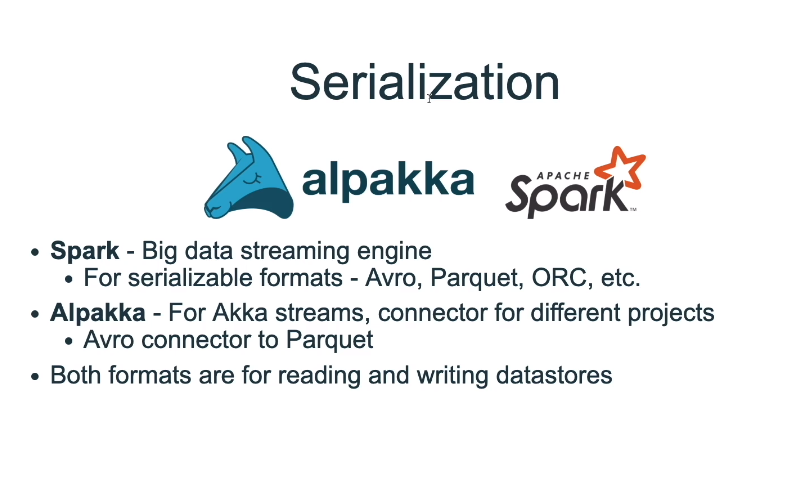 Serialization
alpakka
APACHE
Spark™
• Spark - Big data streaming engine
• For serializable formats - Avro, Parquet, ORC, etc.
• Alpakka - For Akka streams, connector for different projects
• Avro connector to Parquet
• Both formats are for reading and writing datastores